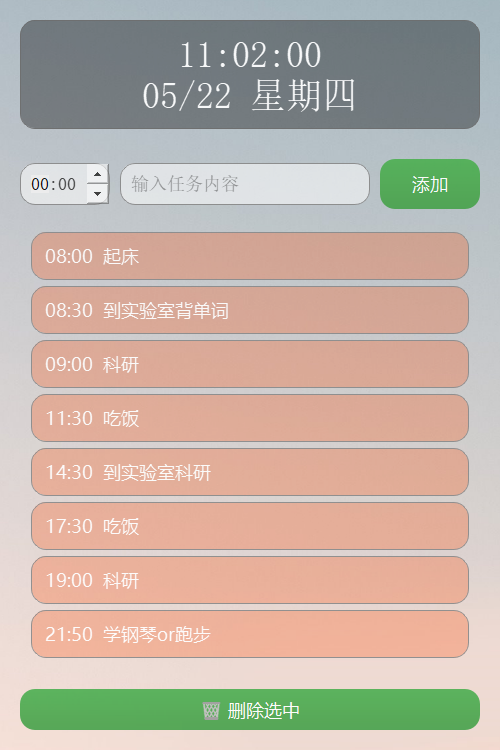 11:02:00
05/22 星期四
00:00 输入任务内容 添加
08:00 起床
08:30 到实验室背单词
09:00 科研
11:30 吃饭
14:30 到实验室科研
17:30 吃饭
19:00 科研
21:50 学钢琴or跑步
删除选中